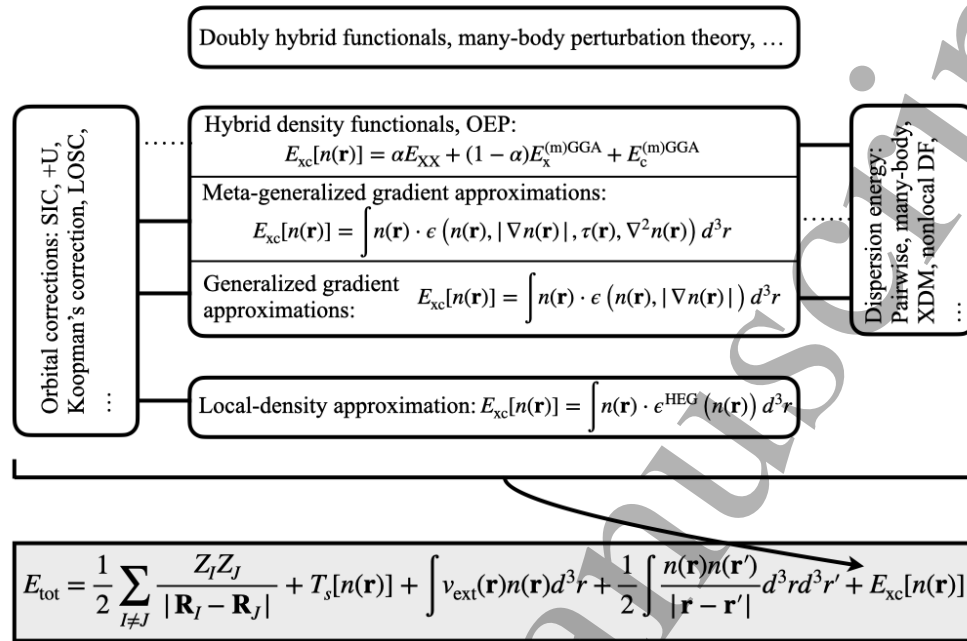 Doubly hybrid functionals, many-body perturbation theory, …
Orbital corrections: SIC, +U,
Koopman's correction, LOSC,
…
Hybrid density functionals, OEP:
E_xc[n(r)] = αE_XX + (1 − α)E_x^(m)GGA + E_c^(m)GGA
Meta-generalized gradient approximations:
E_xc[n(r)] = ∫ n(r) · ϵ (n(r), |∇n(r)|, τ(r), ∇²n(r)) d³r
Generalized gradient
approximations:
E_xc[n(r)] = ∫ n(r) · ϵ (n(r), |∇n(r)|) d³r
Dispersion energy:
Pairwise, many-body,
XDM, nonlocal DF,
…
Local-density approximation: E_xc[n(r)] = ∫ n(r) · ϵ^HEG (n(r)) d³r
E_tot = 1/2 ∑_{I≠J} Z_I Z_J / |R_I − R_J| + T_s[n(r)] + ∫ v_ext(r)n(r)d³r + 1/2 ∫ n(r)n(r′) / |r − r′| d³rd³r′ + E_xc[n(r)]